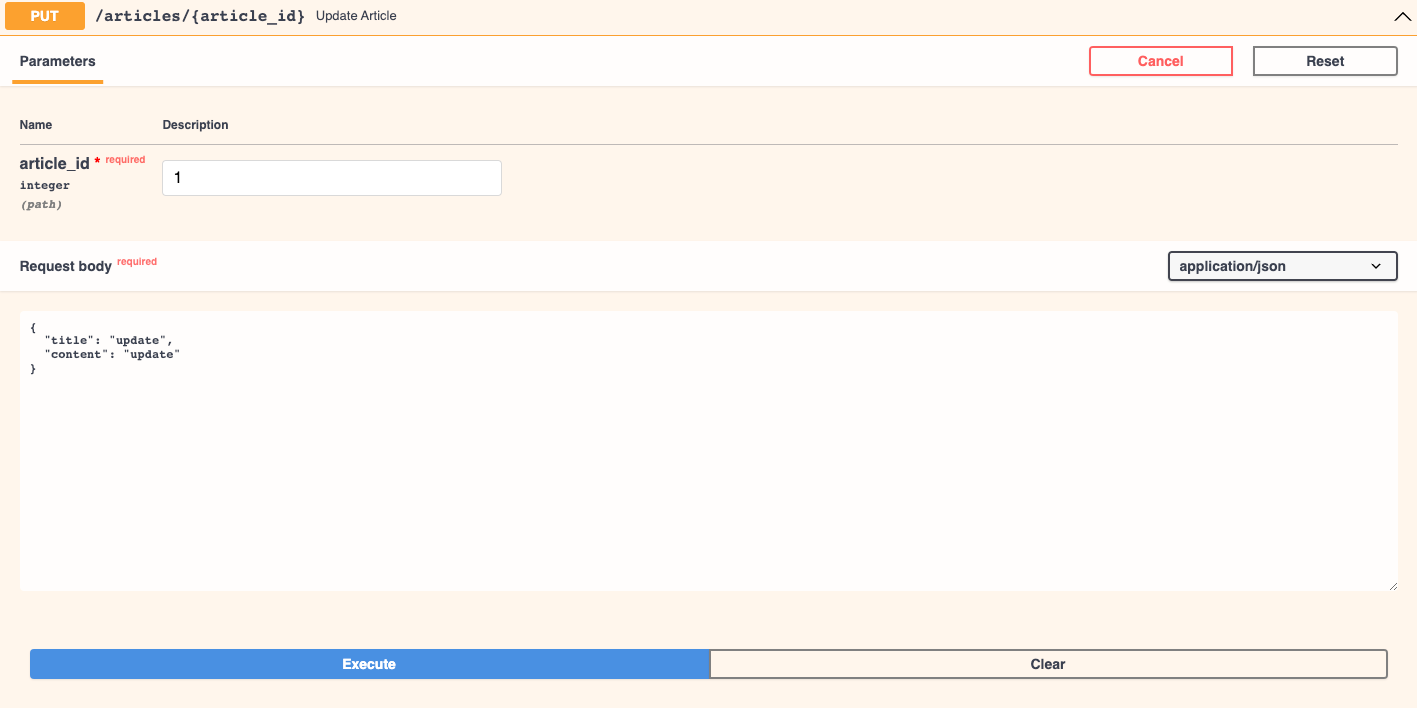 PUT /articles/{article_id} Update Article
Parameters
Cancel
Reset
Name Description
article_id * required
integer
(path)
1
Request body required
application/json
{
  "title": "update",
  "content": "update"
}
Execute
Clear